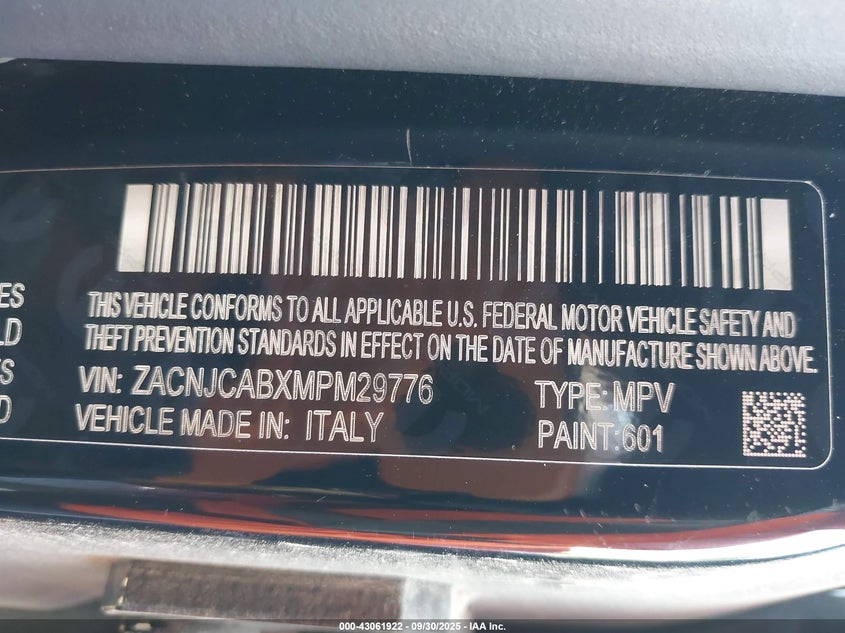 ES
LD
S
D
THIS VEHICLE CONFORMS TO ALL APPLICABLE U.S. FEDERAL MOTOR VEHICLE SAFETY AND
THEFT PREVENTION STANDARDS IN EFFECT ON THE DATE OF MANUFACTURE SHOWN ABOVE.
VIN: ZACNJCABXMPM29776
TYPE: MPV
VEHICLE MADE IN: ITALY
PAINT:601
000-43061922 - 09/30/2025 - IAA Inc.